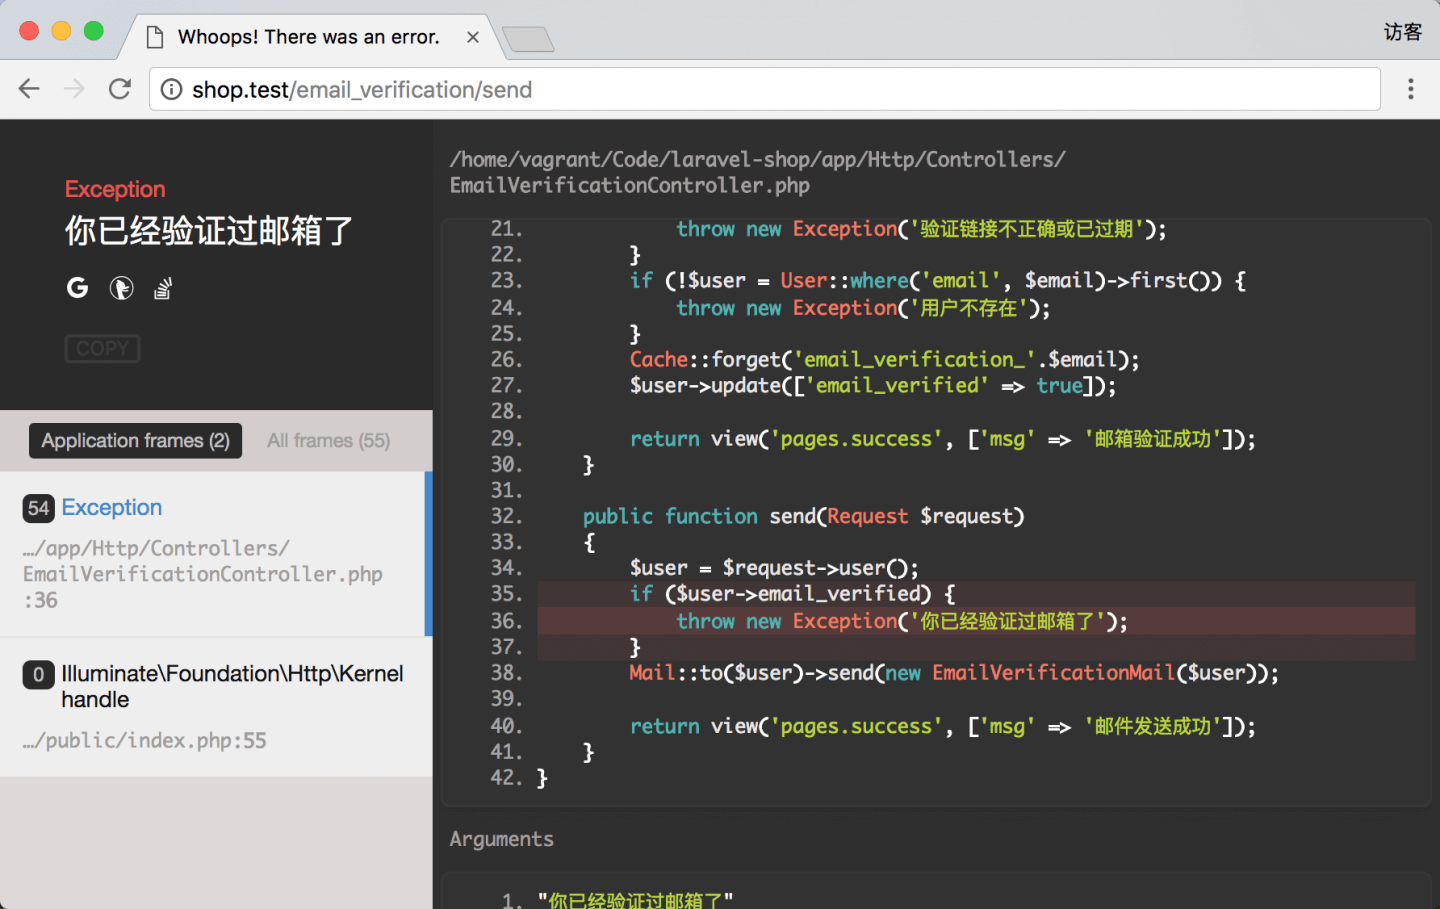 Whoops! There was an error.
访客
shop.test/email_verification/send
Exception
你已经验证过邮箱了
COPY
Application frames (2)
All frames (55)
54 Exception
…/app/Http/Controllers/
EmailVerificationController.php
:36
0 Illuminate\Foundation\Http\Kernel
handle
…/public/index.php:55
/home/vagrant/Code/laravel-shop/app/Http/Controllers/
EmailVerificationController.php
21. throw new Exception('验证链接不正确或已过期');
22. }
23. if (!$user = User::where('email', $email)->first()) {
24. throw new Exception('用户不存在');
25. }
26. Cache::forget('email_verification_'.$email);
27. $user->update(['email_verified' => true]);
28.
29. return view('pages.success', ['msg' => '邮箱验证成功']);
30. }
31.
32. public function send(Request $request)
33. {
34. $user = $request->user();
35. if ($user->email_verified) {
36. throw new Exception('你已经验证过邮箱了');
37. }
38. Mail::to($user)->send(new EmailVerificationMail($user));
39.
40. return view('pages.success', ['msg' => '邮件发送成功']);
41. }
42. }
Arguments
1. "你已经验证过邮箱了"